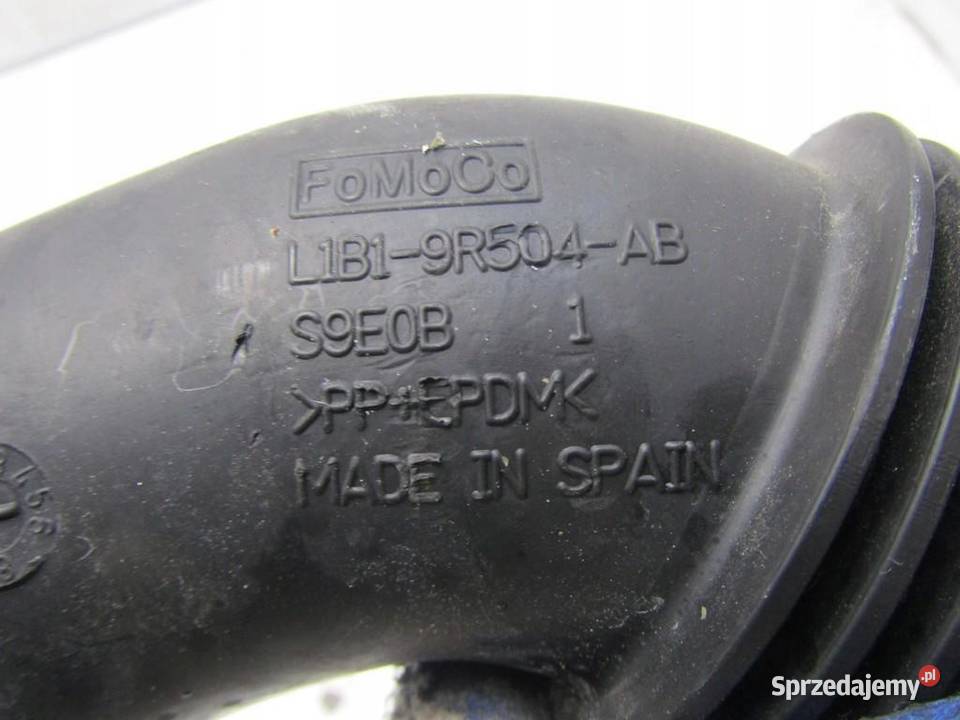 FoMoCo
L1B1-9R504-AB
S9E0B 1
>PP+EPDM<
MADE IN SPAIN
Sprzedajemy.pl